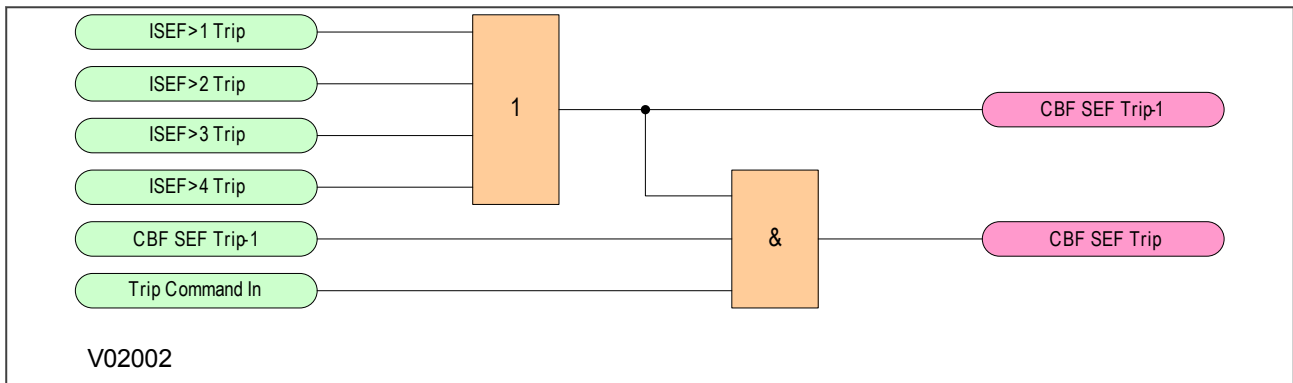 ISEF>1 Trip
ISEF>2 Trip
ISEF>3 Trip
ISEF>4 Trip
CBF SEF Trip-1
Trip Command In
1
&
CBF SEF Trip-1
CBF SEF Trip
V02002